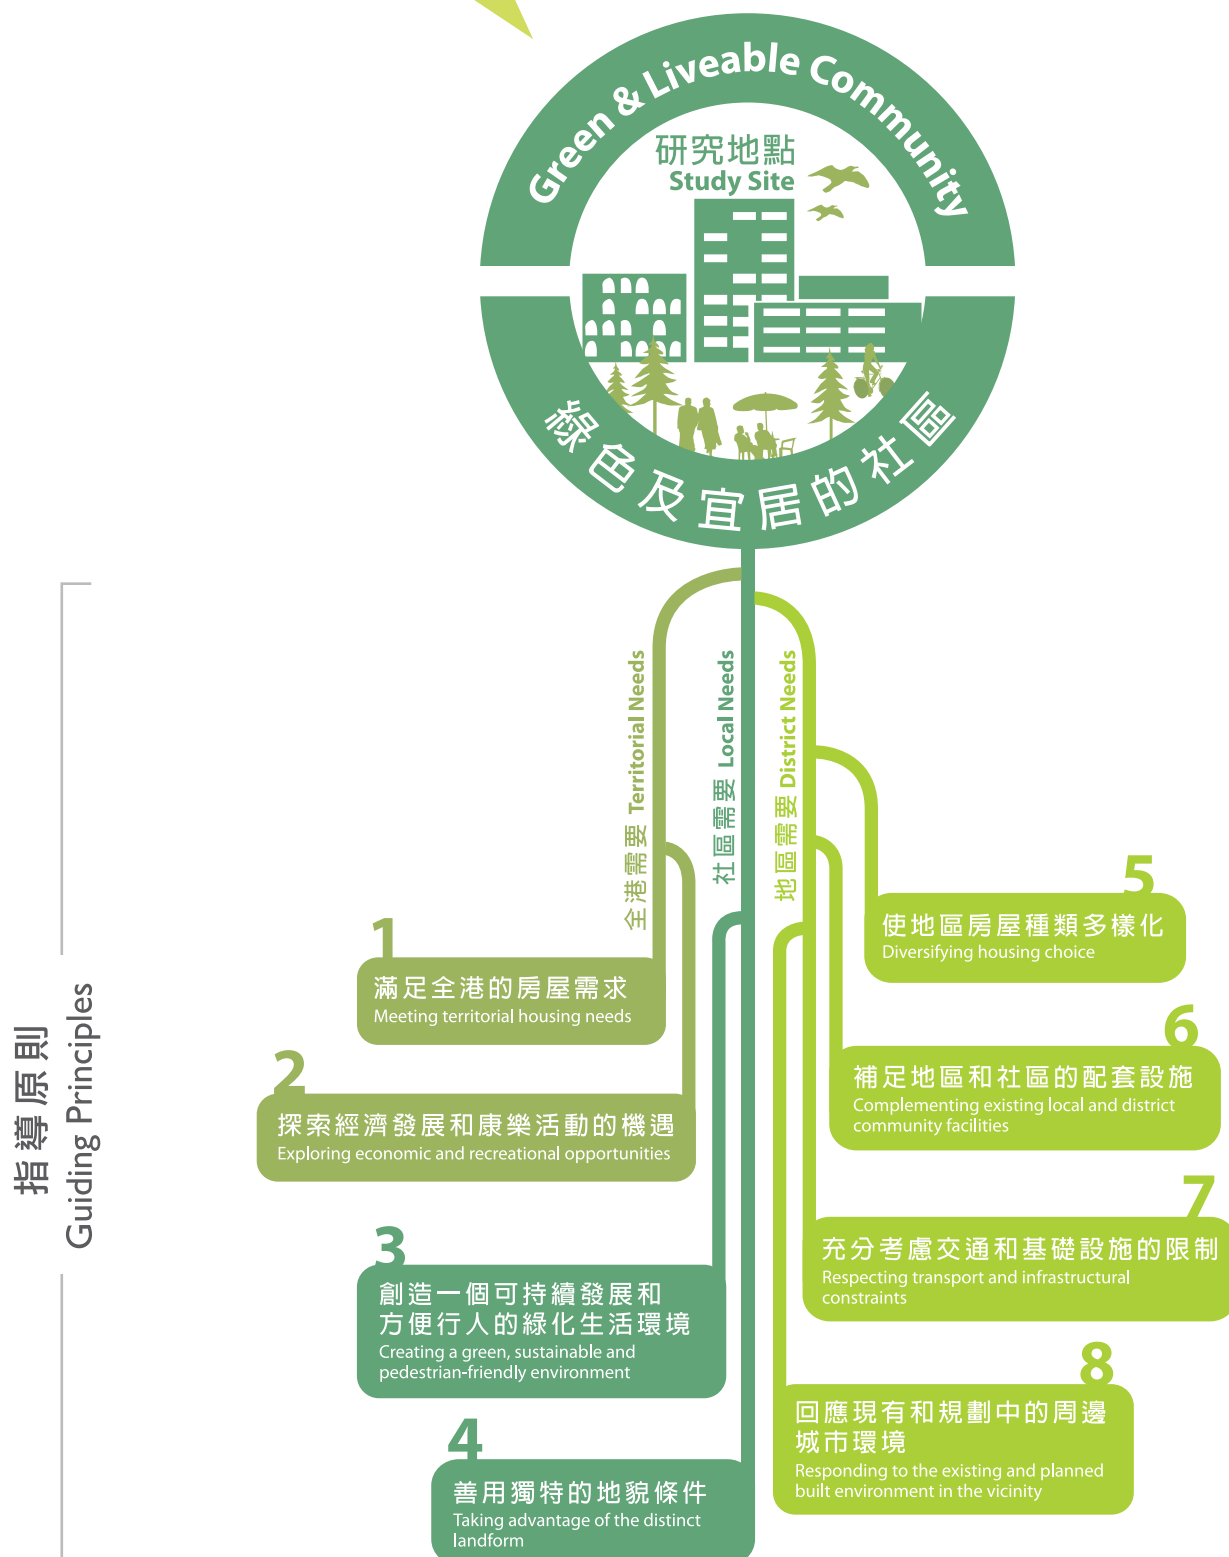 Green & Liveable Community
研究地點
Study Site
綠色及宜居的社區
指導原則
Guiding Principles
全港需要 Territorial Needs
社區需要 Local Needs
地區需要 District Needs
1
滿足全港的房屋需求
Meeting territorial housing needs
2
探索經濟發展和康樂活動的機遇
Exploring economic and recreational opportunities
3
創造一個可持續發展和
方便行人的綠化生活環境
Creating a green, sustainable and
pedestrian-friendly environment
4
善用獨特的地貌條件
Taking advantage of the distinct
landform
5
使地區房屋種類多樣化
Diversifying housing choice
6
補足地區和社區的配套設施
Complementing existing local and district
community facilities
7
充分考慮交通和基礎設施的限制
Respecting transport and infrastructural
constraints
8
回應現有和規劃中的周邊
城市環境
Responding to the existing and planned
built environment in the vicinity